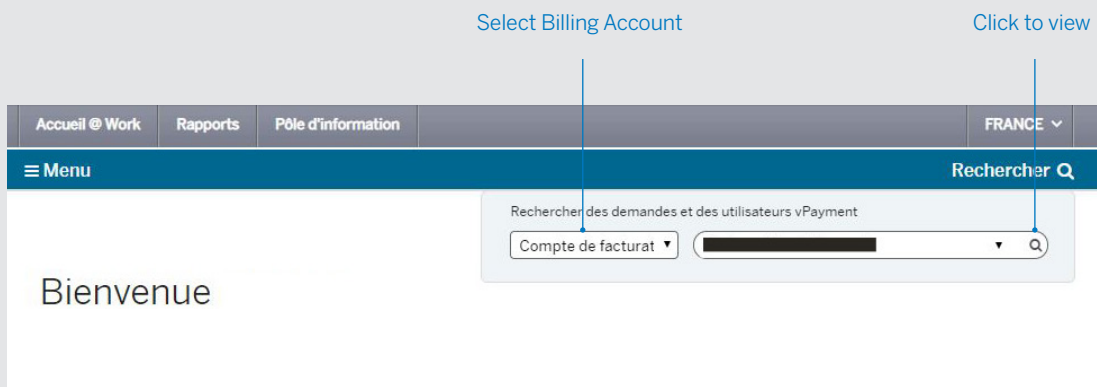 Select Billing Account
Click to view
Accueil @ Work Rapports Pôle d'information FRANCE
Menu Rechercher
Rechercher des demandes et des utilisateurs vPayment
Compte de facturat
Bienvenue